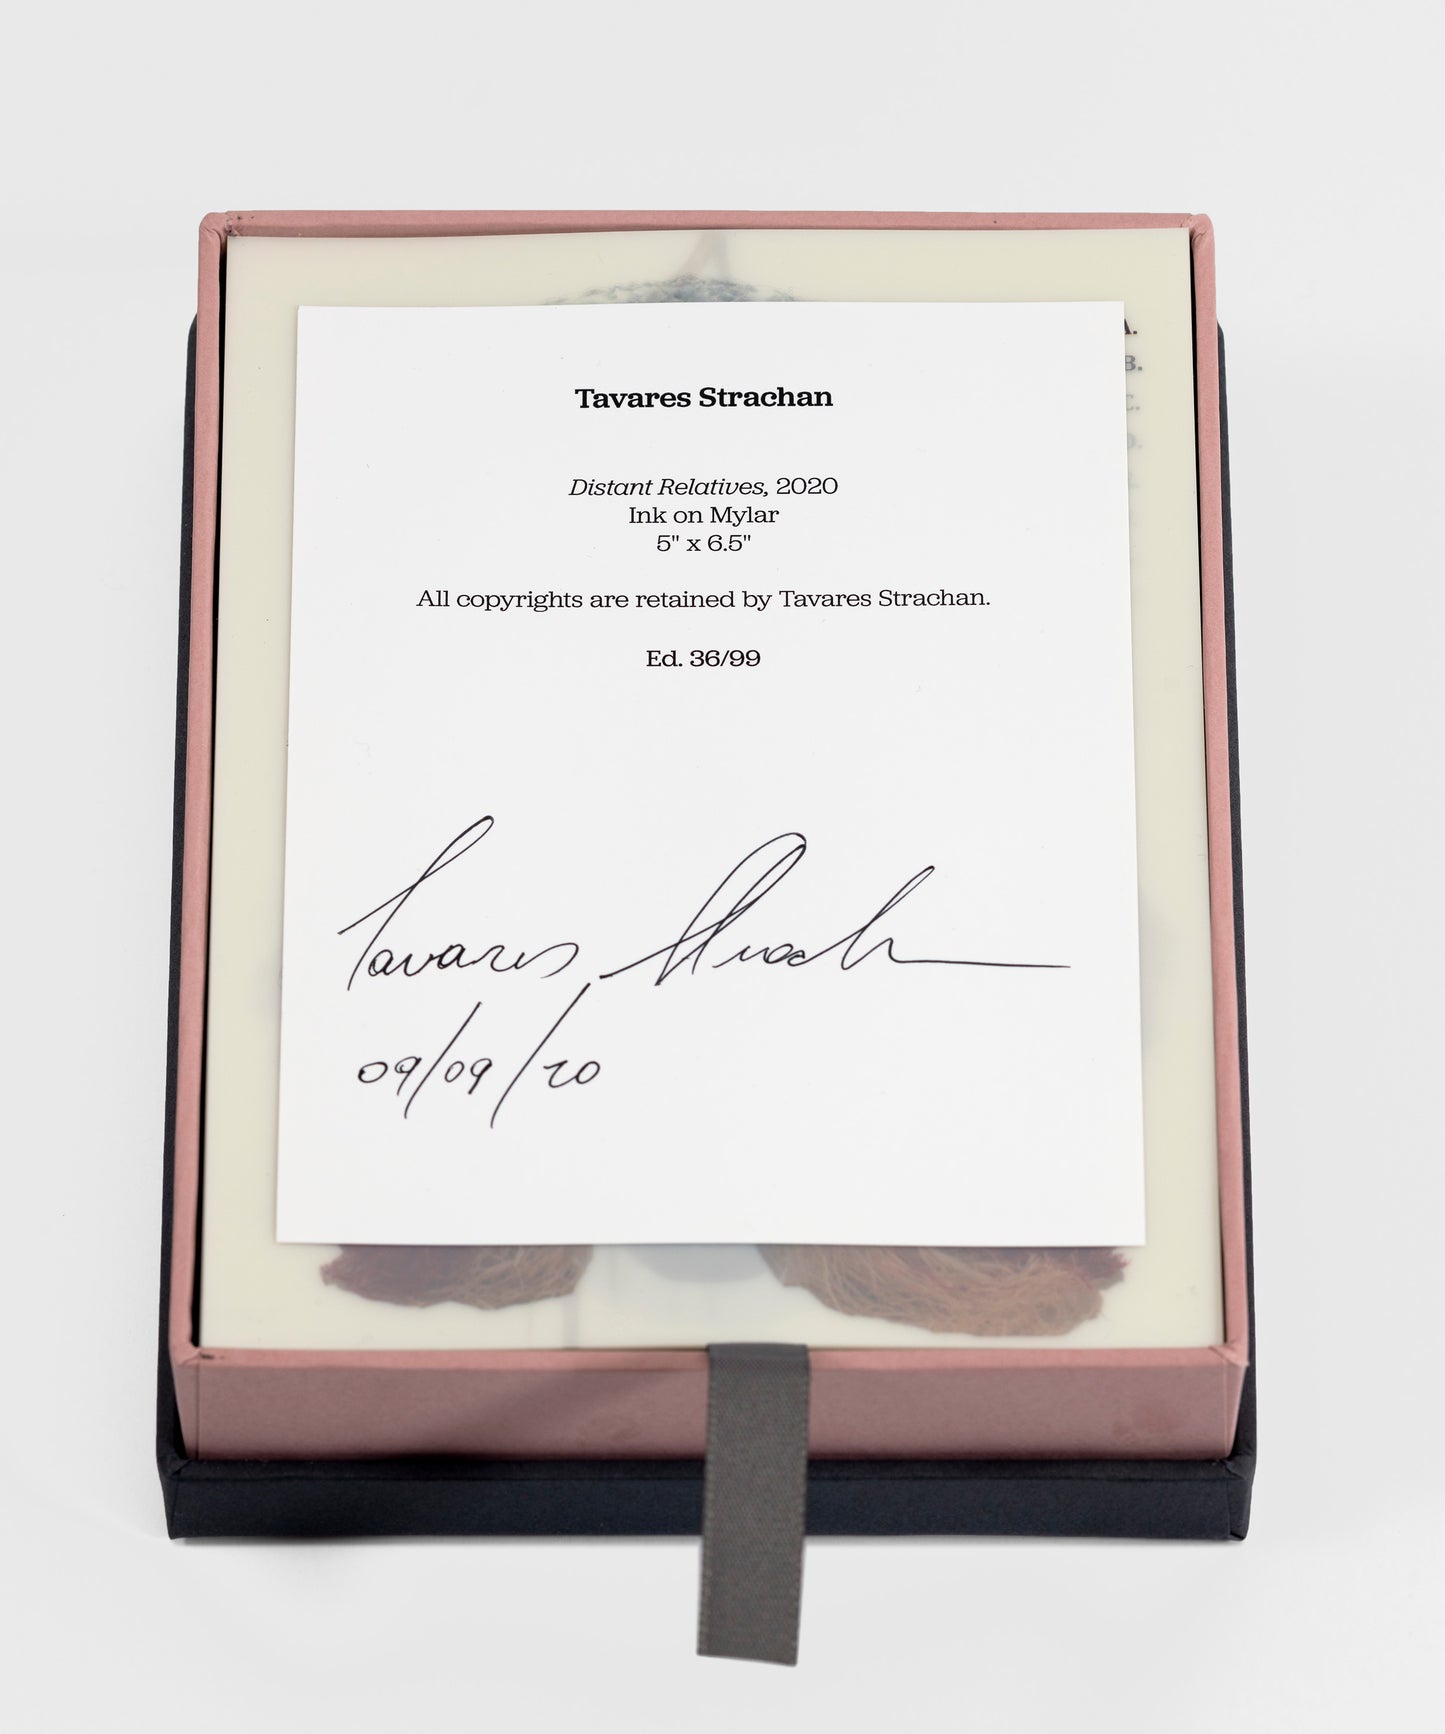 Tavares Strachan
Distant Relatives, 2020
Ink on Mylar
5" x 6.5"
All copyrights are retained by Tavares Strachan.
Ed. 36/99
Tavares Strachan
09/09/20
A.
B.
C.
D.